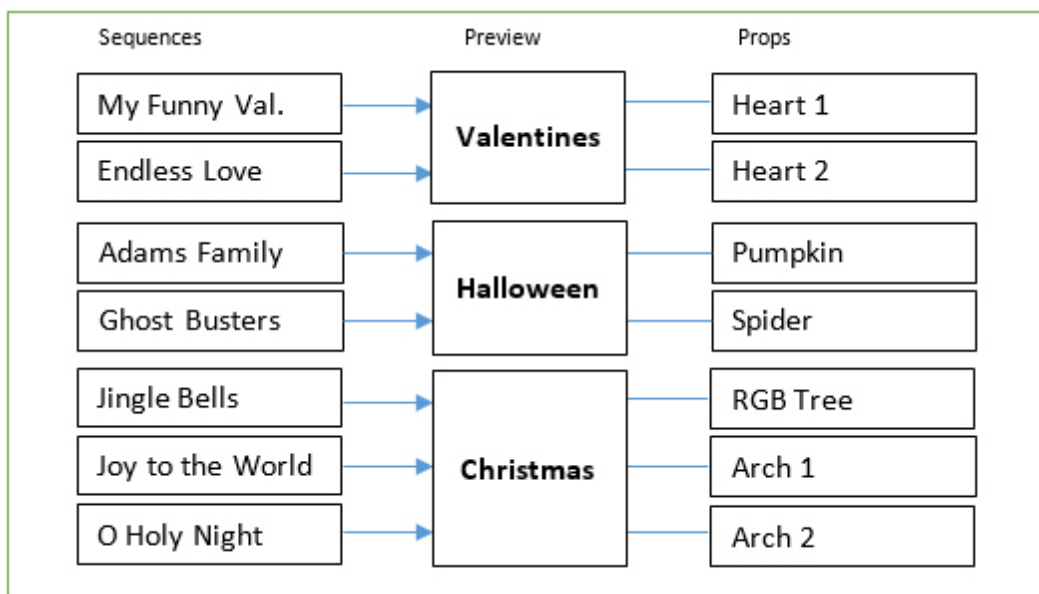 Sequences Preview Props
My Funny Val. Valentines Heart 1
Endless Love Heart 2
Adams Family Halloween Pumpkin
Ghost Busters Spider
Jingle Bells RGB Tree
Joy to the World Christmas Arch 1
O Holy Night Arch 2